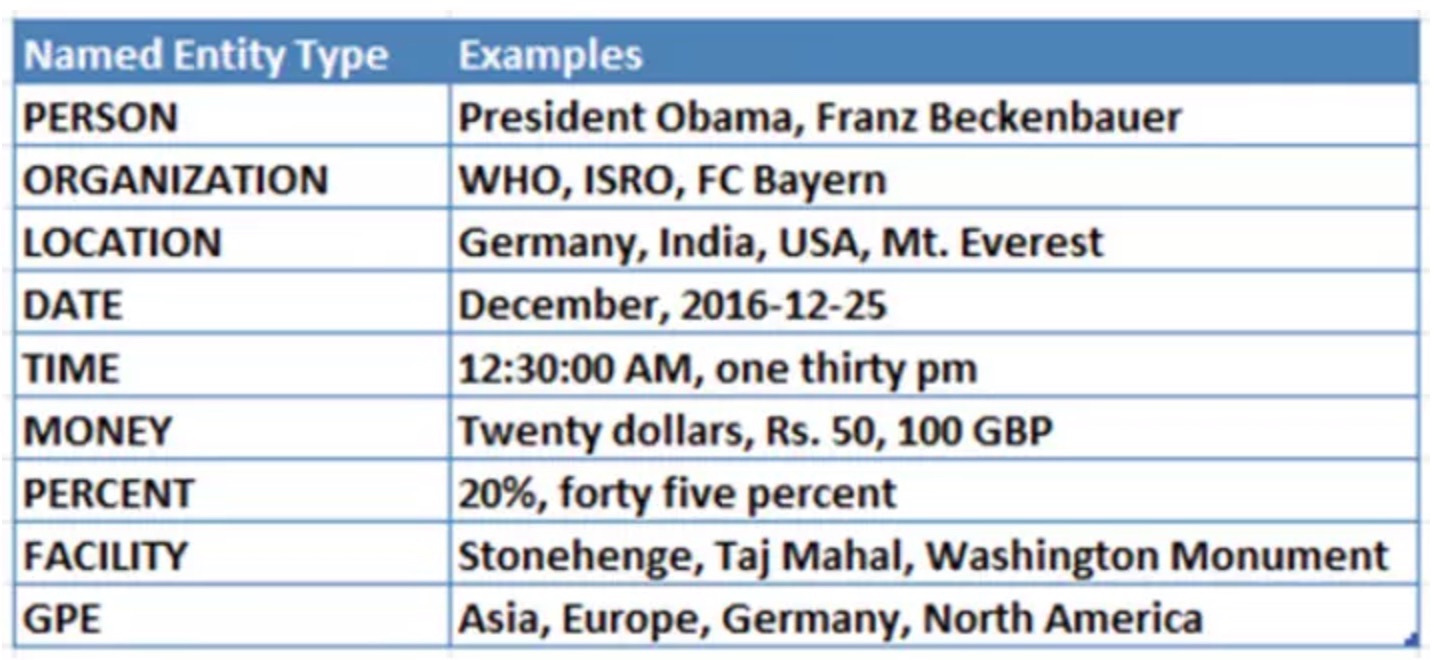 Named Entity Type Examples
PERSON President Obama, Franz Beckenbauer
ORGANIZATION WHO, ISRO, FC Bayern
LOCATION Germany, India, USA, Mt. Everest
DATE December, 2016-12-25
TIME 12:30:00 AM, one thirty pm
MONEY Twenty dollars, Rs. 50, 100 GBP
PERCENT 20%, forty five percent
FACILITY Stonehenge, Taj Mahal, Washington Monument
GPE Asia, Europe, Germany, North America